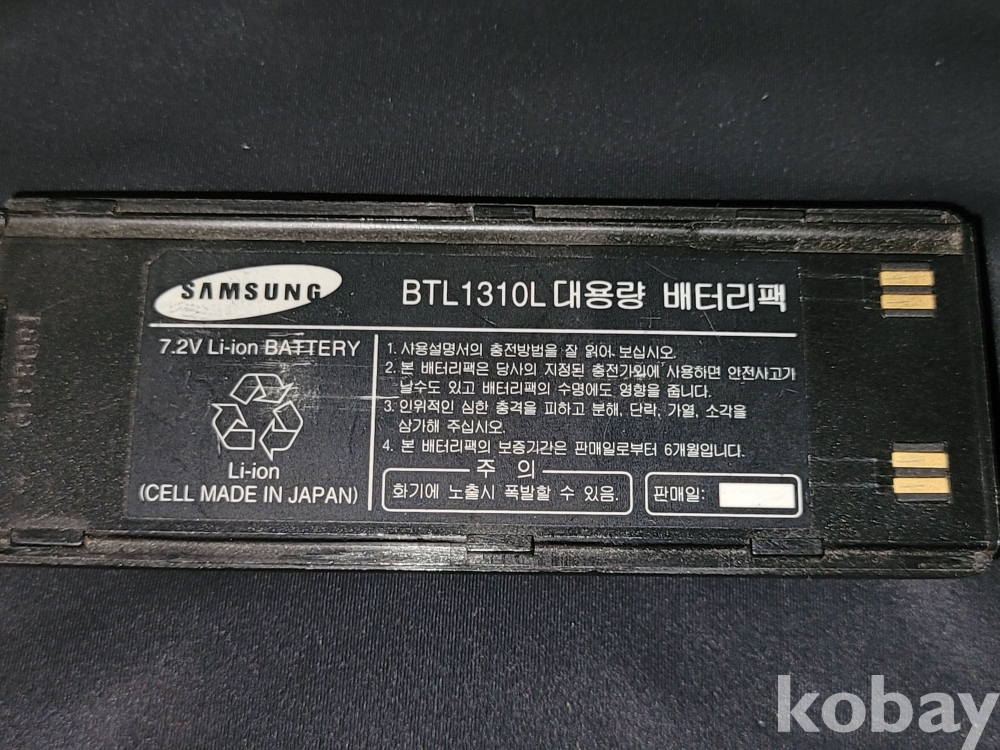 SAMSUNG
BTL1310L 대용량 배터리팩
7.2V Li-ion BATTERY
Li-ion
(CELL MADE IN JAPAN)
1. 사용설명서의 충전방법을 잘 읽어 보십시오.
2. 본 배터리팩은 당사의 지정된 충전기외에 사용하면 안전사고가
날수도 있고 배터리팩의 수명에도 영향을 줍니다.
3. 인위적인 심한 충격을 피하고 분해, 단락, 가열, 소각을
삼가해 주십시오.
4. 본 배터리팩의 보증기간은 판매일로부터 6개월입니다.
주 의
화기에 노출시 폭발할 수 있음.
판매일:
kobay